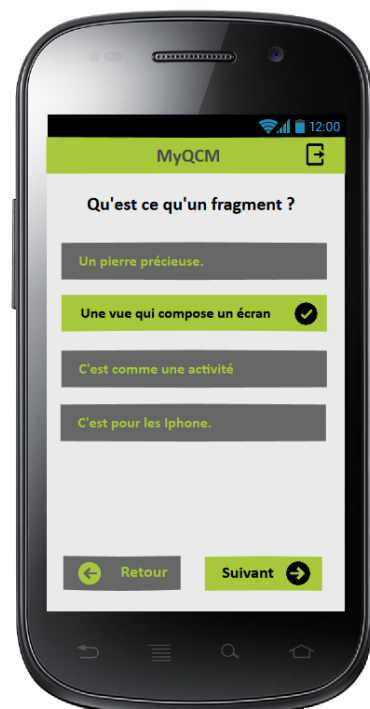 12:00
MyQCM
Qu'est ce qu'un fragment ?
Un pierre précieuse.
Une vue qui compose un écran
C'est comme une activité
C'est pour les Iphone.
Retour
Suivant